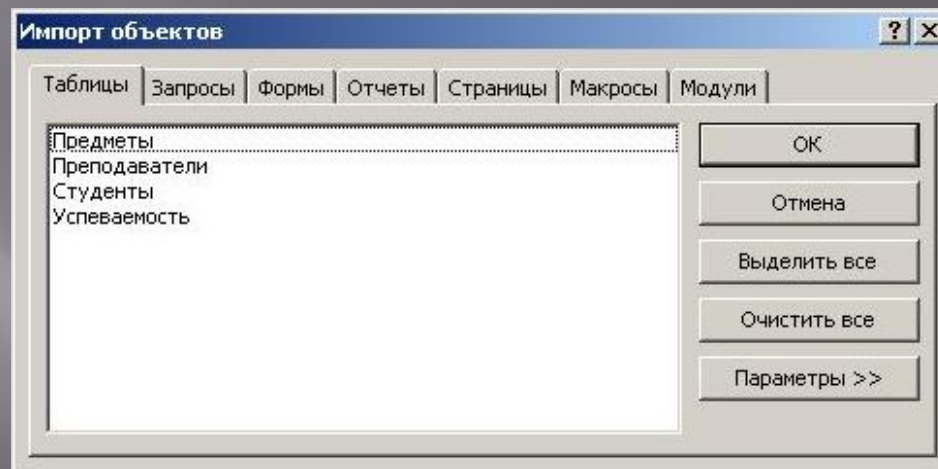 Импорт объектов
Таблицы Запросы Формы Отчеты Страницы Макросы Модули
Предметы
Преподаватели
Студенты
Успеваемость
ОК
Отмена
Выделить все
Очистить все
Параметры >>